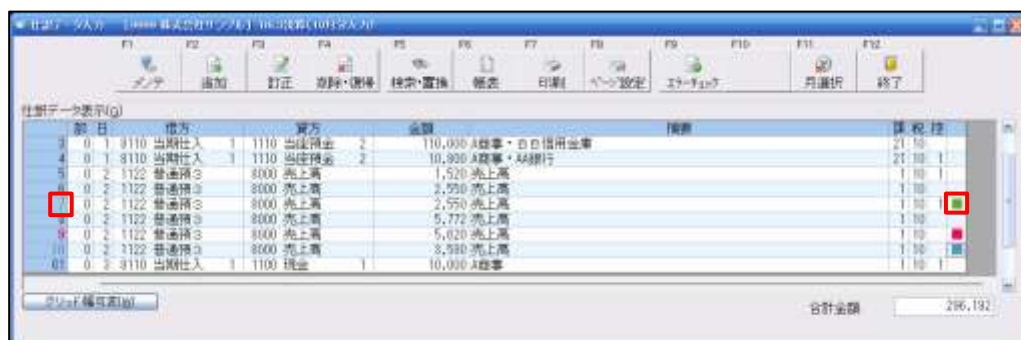 仕訳データ入力
F1 F2 F3 F4 F5 F6 F7 F8 F9 F10 F11 F12
メンテ 追加 訂正 削除・復帰 検索・置換 帳表 印刷 ページ設定 エラーチェック 月選択 終了
仕訳データ表示(G)
部 日 借方 貸方 金額 摘要 課 税 控
3 0 1 8110 当期仕入 1 1110 当座預金 2 110,000 A商事・BB信用金庫 21 10
4 0 1 8110 当期仕入 1 1110 当座預金 2 10,800 A商事・AA銀行 21 10 1
5 0 2 1122 普通預3 8000 売上高 1,520 売上高 1 10 1
6 0 2 1122 普通預3 8000 売上高 2,550 売上高 1 10
7 0 2 1122 普通預3 8000 売上高 2,550 売上高 1 10 1
8 0 2 1122 普通預3 8000 売上高 5,772 売上高 1 10
9 0 2 1122 普通預3 8000 売上高 5,820 売上高 1 10
10 0 2 1122 普通預3 8000 売上高 3,580 売上高 1 10
0 3 8110 当期仕入 1 1100 現金 1 10,000 A商事 1 10 1
グリッド幅可変(W)
合計金額 296,192